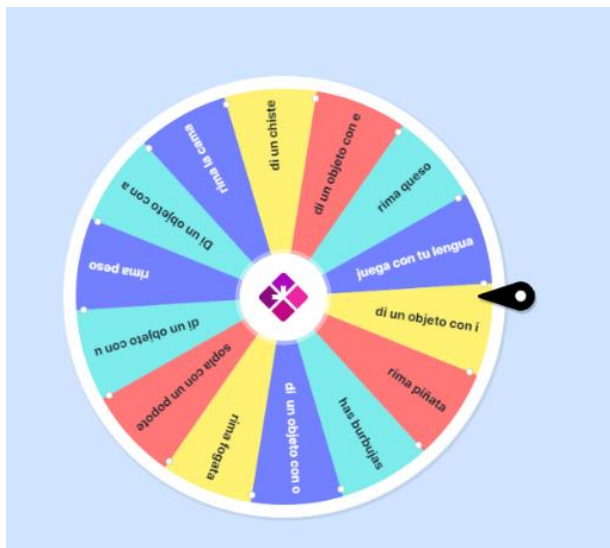 di un chiste
di un objeto con e
rima queso
juega con tu lengua
di un objeto con i
rima piñata
has burbujas
di un objeto con o
rima fogata
sopla con un popote
di un objeto con u
rima peso
Di un objeto con a
rima la cama